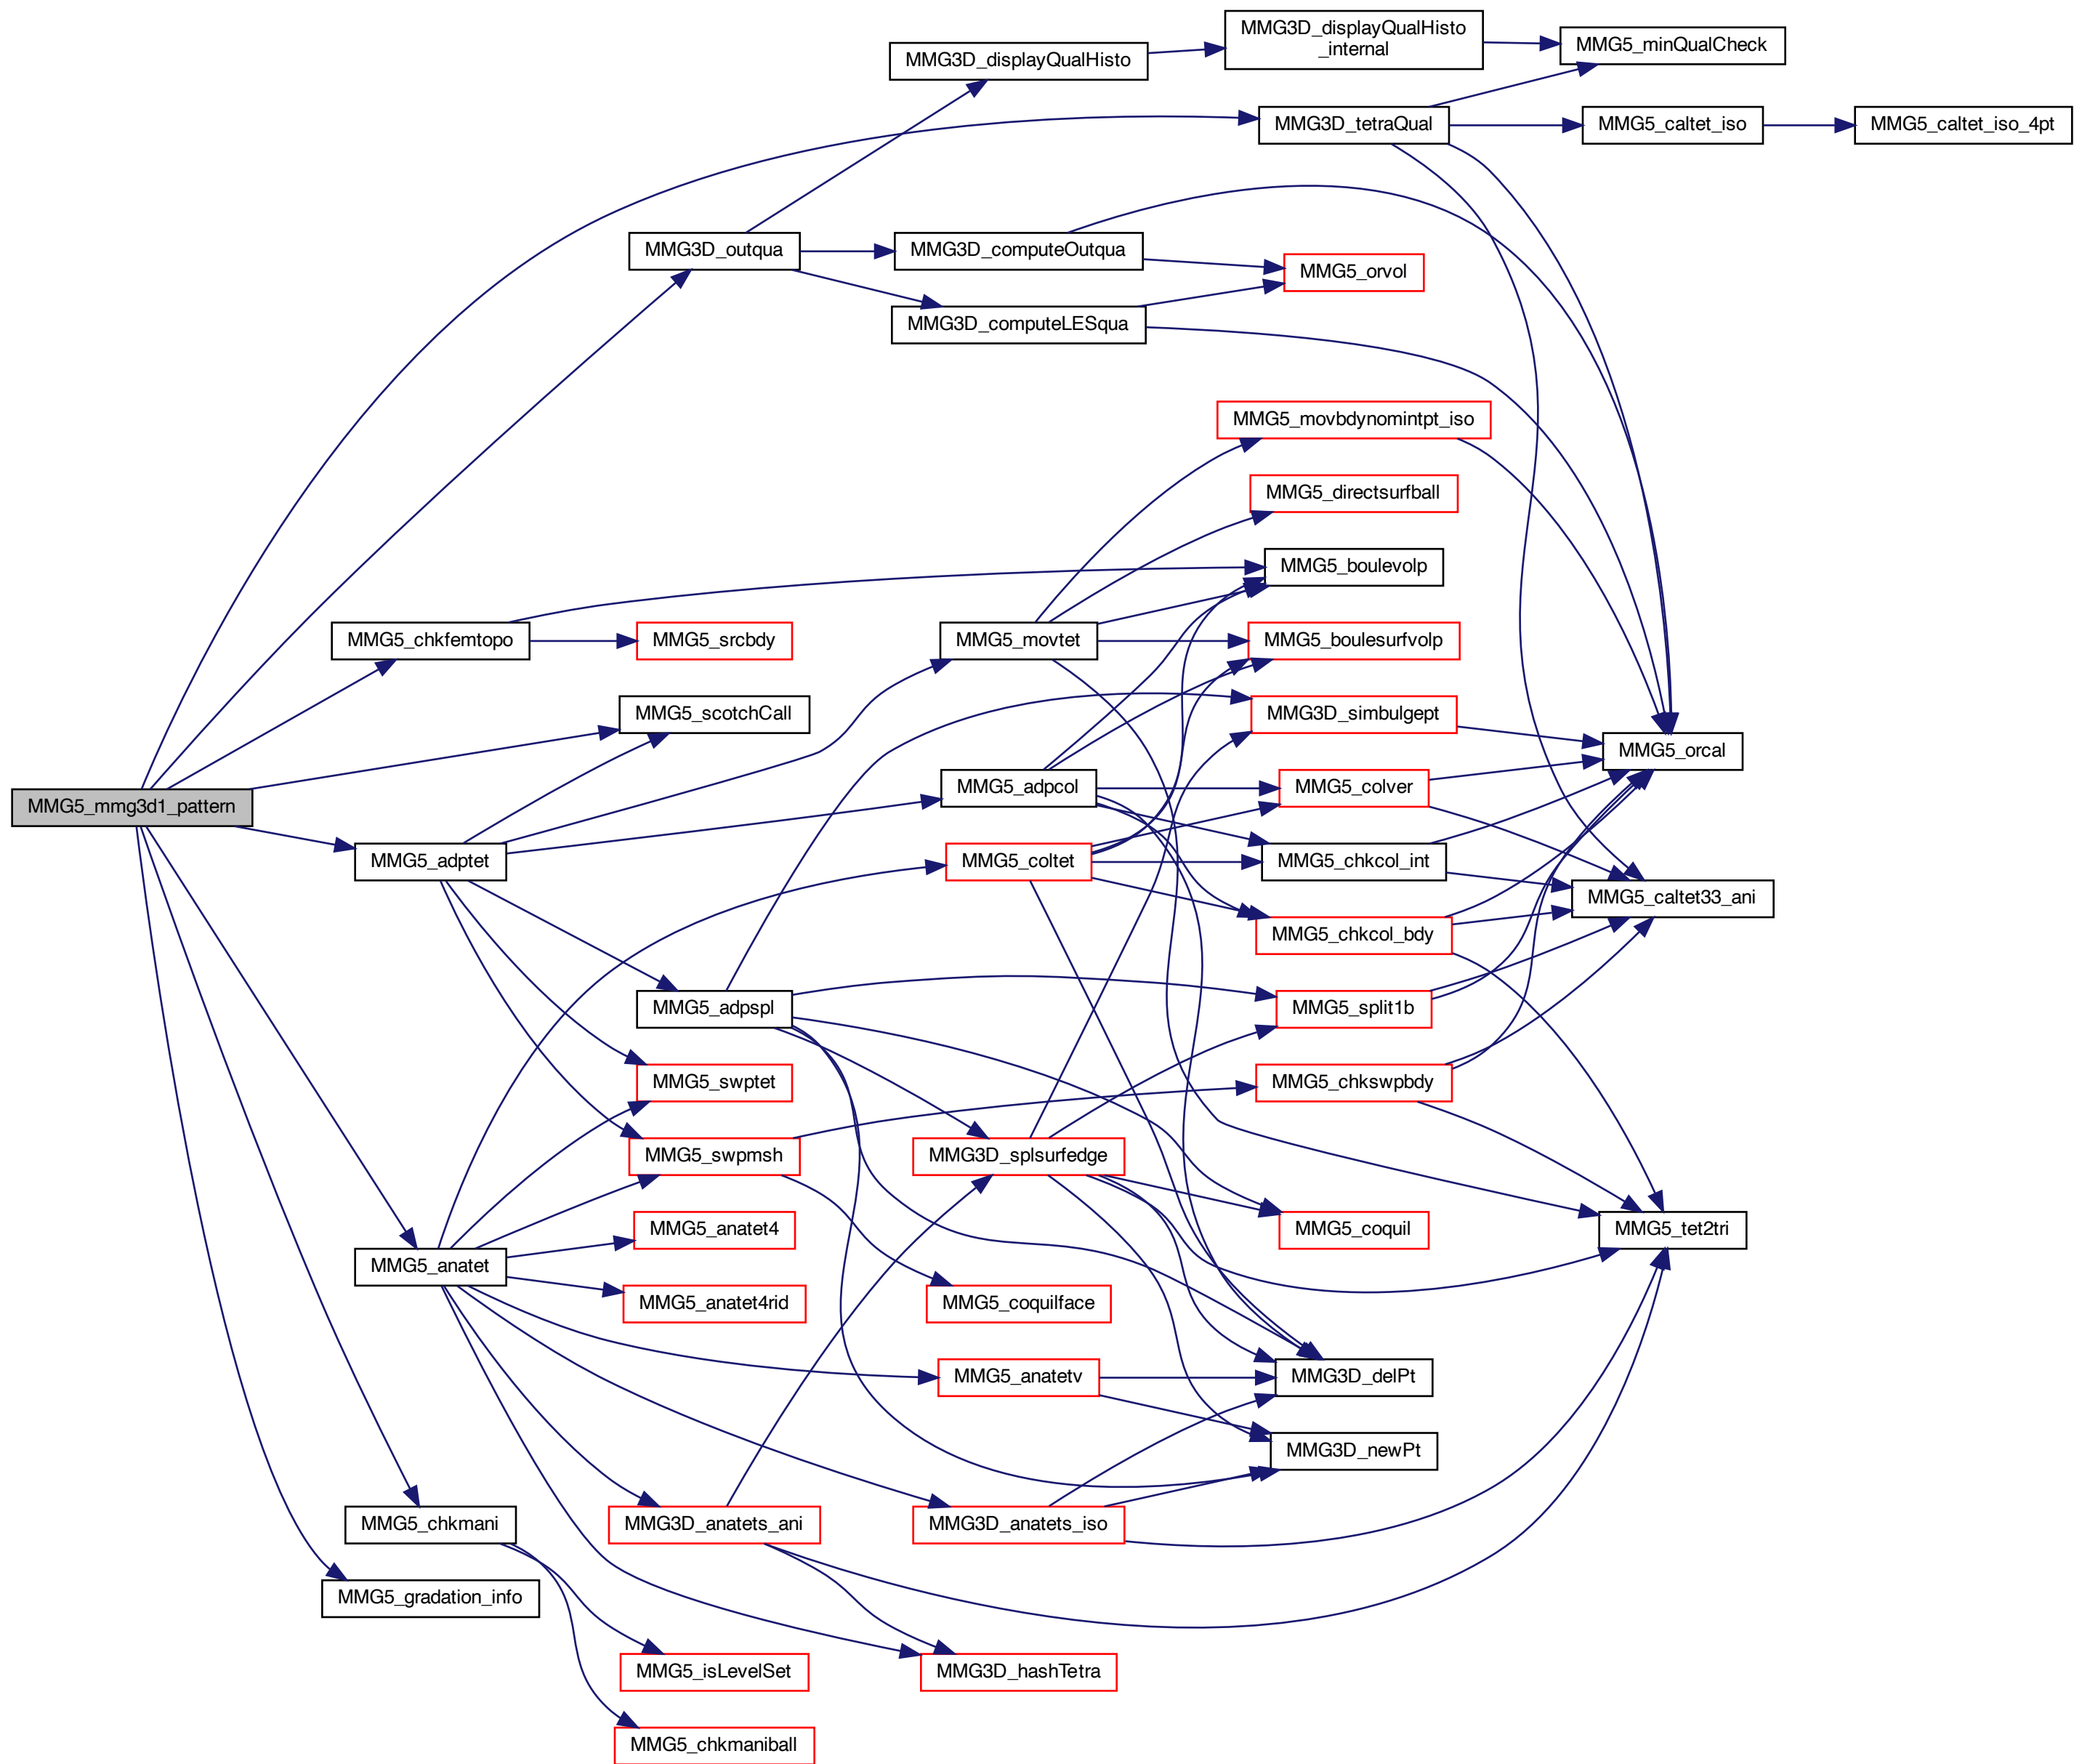 MMG3D_displayQualHisto
_internal
MMG5_minQualCheck
MMG3D_displayQualHisto
MMG3D_tetraQual
MMG5_caltet_iso
MMG5_caltet_iso_4pt
MMG3D_outqua
MMG3D_computeOutqua
MMG5_orvol
MMG3D_computeLESqua
MMG5_movbdynomintpt_iso
MMG5_directsurfball
MMG5_boulevolp
MMG5_chkfemtopo
MMG5_srcbdy
MMG5_movtet
MMG5_boulesurfvolp
MMG5_scotchCall
MMG3D_simbulgept
MMG5_orcal
MMG5_mmg3d1_pattern
MMG5_adpcol
MMG5_colver
MMG5_adptet
MMG5_coltet
MMG5_chkcol_int
MMG5_caltet33_ani
MMG5_chkcol_bdy
MMG5_adpspl
MMG5_split1b
MMG5_swptet
MMG5_chkswpbdy
MMG5_swpmsh
MMG3D_splsurfedge
MMG5_anatet4
MMG5_coquil
MMG5_tet2tri
MMG5_anatet
MMG5_anatet4rid
MMG5_coquilface
MMG5_anatetv
MMG3D_delPt
MMG3D_newPt
MMG5_chkmani
MMG3D_anatets_ani
MMG3D_anatets_iso
MMG5_gradation_info
MMG5_isLevelSet
MMG3D_hashTetra
MMG5_chkmaniball